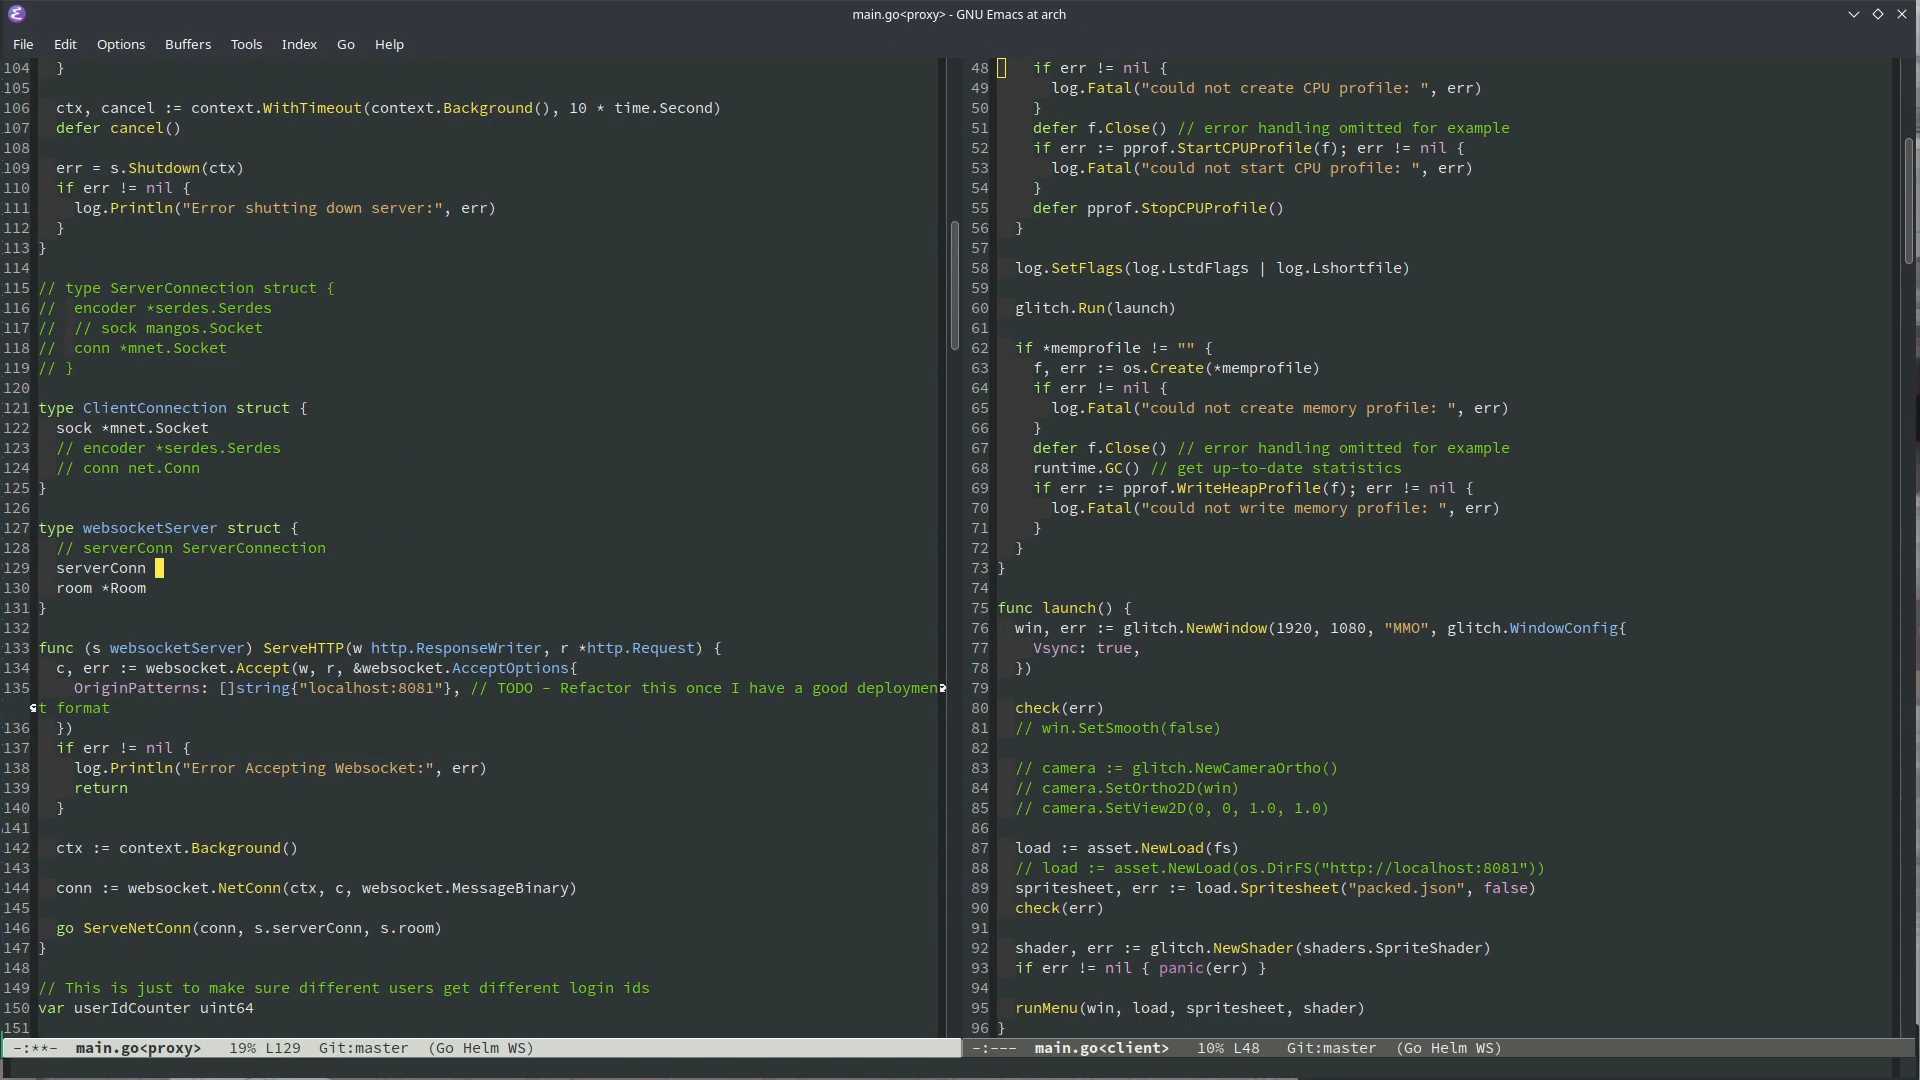 main.go<proxy> - GNU Emacs at arch
File Edit Options Buffers Tools Index Go Help
104   }
105
106   ctx, cancel := context.WithTimeout(context.Background(), 10 * time.Second)
107   defer cancel()
108
109   err = s.Shutdown(ctx)
110   if err != nil {
111     log.Println("Error shutting down server:", err)
112   }
113 }
114
115 // type ServerConnection struct {
116 //   encoder *serdes.Serdes
117 //   // sock mangos.Socket
118 //   conn *mnet.Socket
119 // }
120
121 type ClientConnection struct {
122   sock *mnet.Socket
123   // encoder *serdes.Serdes
124   // conn net.Conn
125 }
126
127 type websocketServer struct {
128   // serverConn ServerConnection
129   serverConn
130   room *Room
131 }
132
133 func (s websocketServer) ServeHTTP(w http.ResponseWriter, r *http.Request) {
134   c, err := websocket.Accept(w, r, &websocket.AcceptOptions{
135     OriginPatterns: []string{"localhost:8081"}, // TODO - Refactor this once I have a good deploymen
t format
136   })
137   if err != nil {
138     log.Println("Error Accepting Websocket:", err)
139     return
140   }
141
142   ctx := context.Background()
143
144   conn := websocket.NetConn(ctx, c, websocket.MessageBinary)
145
146   go ServeNetConn(conn, s.serverConn, s.room)
147 }
148
149 // This is just to make sure different users get different login ids
150 var userIdCounter uint64
151
-:**-  main.go<proxy>   19% L129  Git:master  (Go Helm WS)
48     if err != nil {
49       log.Fatal("could not create CPU profile: ", err)
50     }
51     defer f.Close() // error handling omitted for example
52     if err := pprof.StartCPUProfile(f); err != nil {
53       log.Fatal("could not start CPU profile: ", err)
54     }
55     defer pprof.StopCPUProfile()
56   }
57
58   log.SetFlags(log.LstdFlags | log.Lshortfile)
59
60   glitch.Run(launch)
61
62   if *memprofile != "" {
63     f, err := os.Create(*memprofile)
64     if err != nil {
65       log.Fatal("could not create memory profile: ", err)
66     }
67     defer f.Close() // error handling omitted for example
68     runtime.GC() // get up-to-date statistics
69     if err := pprof.WriteHeapProfile(f); err != nil {
70       log.Fatal("could not write memory profile: ", err)
71     }
72   }
73 }
74
75 func launch() {
76   win, err := glitch.NewWindow(1920, 1080, "MMO", glitch.WindowConfig{
77     Vsync: true,
78   })
79
80   check(err)
81   // win.SetSmooth(false)
82
83   // camera := glitch.NewCameraOrtho()
84   // camera.SetOrtho2D(win)
85   // camera.SetView2D(0, 0, 1.0, 1.0)
86
87   load := asset.NewLoad(fs)
88   // load := asset.NewLoad(os.DirFS("http://localhost:8081"))
89   spritesheet, err := load.Spritesheet("packed.json", false)
90   check(err)
91
92   shader, err := glitch.NewShader(shaders.SpriteShader)
93   if err != nil { panic(err) }
94
95   runMenu(win, load, spritesheet, shader)
96 }
-:---  main.go<client>   10% L48   Git:master  (Go Helm WS)